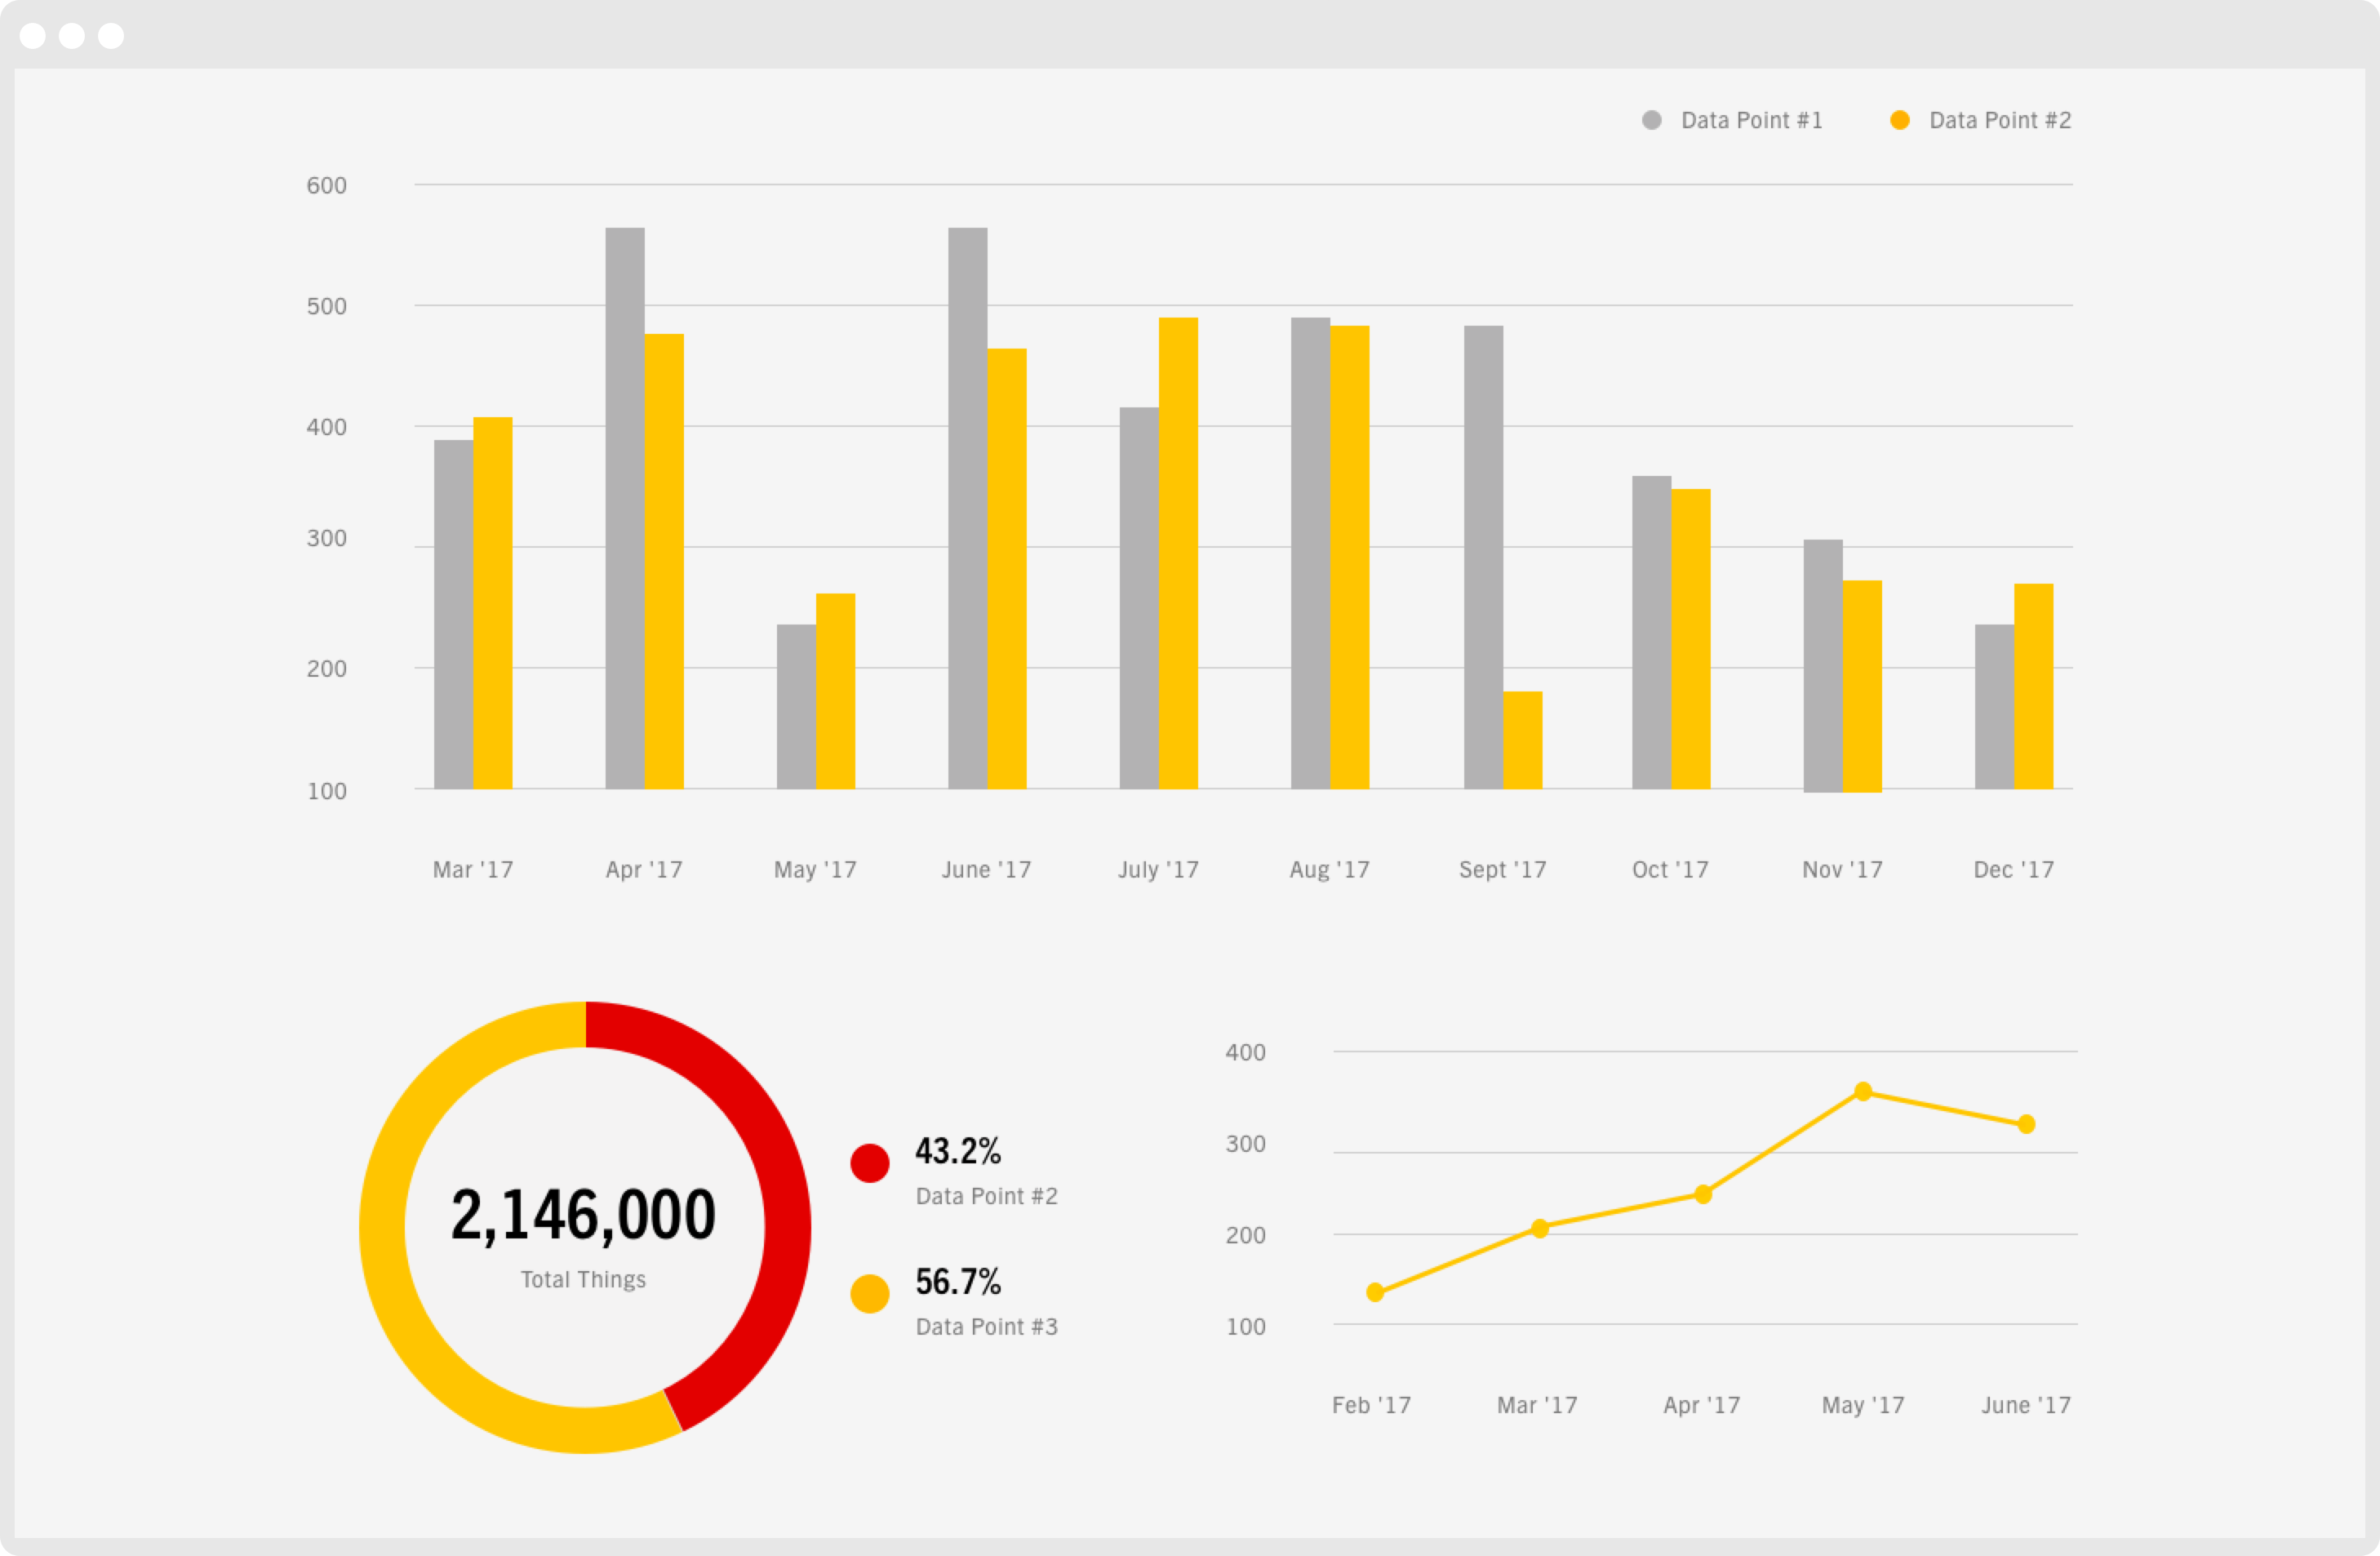 Data Point #1 Data Point #2
600
500
400
300
200
100
Mar '17 Apr '17 May '17 June '17 July '17 Aug '17 Sept '17 Oct '17 Nov '17 Dec '17
2,146,000
Total Things
43.2%
Data Point #2
56.7%
Data Point #3
400
300
200
100
Feb '17 Mar '17 Apr '17 May '17 June '17